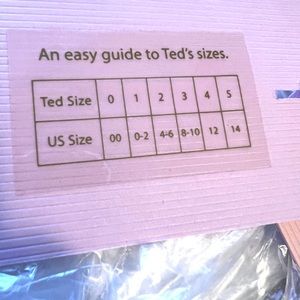 An easy guide to Ted's sizes.
Ted Size 0 1 2 3 4 5
US Size 00 0-2 4-6 8-10 12 14